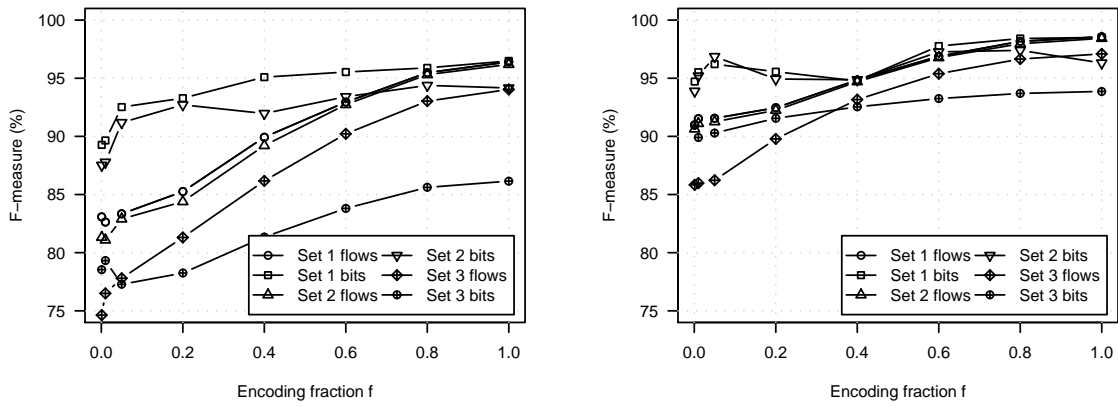 100
95
90
85
80
75
F−measure (%)
Set 1 flows
Set 1 bits
Set 2 flows
Set 2 bits
Set 3 flows
Set 3 bits
0.0 0.2 0.4 0.6 0.8 1.0
Encoding fraction f
100
95
90
85
80
75
F−measure (%)
Set 1 flows
Set 1 bits
Set 2 flows
Set 2 bits
Set 3 flows
Set 3 bits
0.0 0.2 0.4 0.6 0.8 1.0
Encoding fraction f